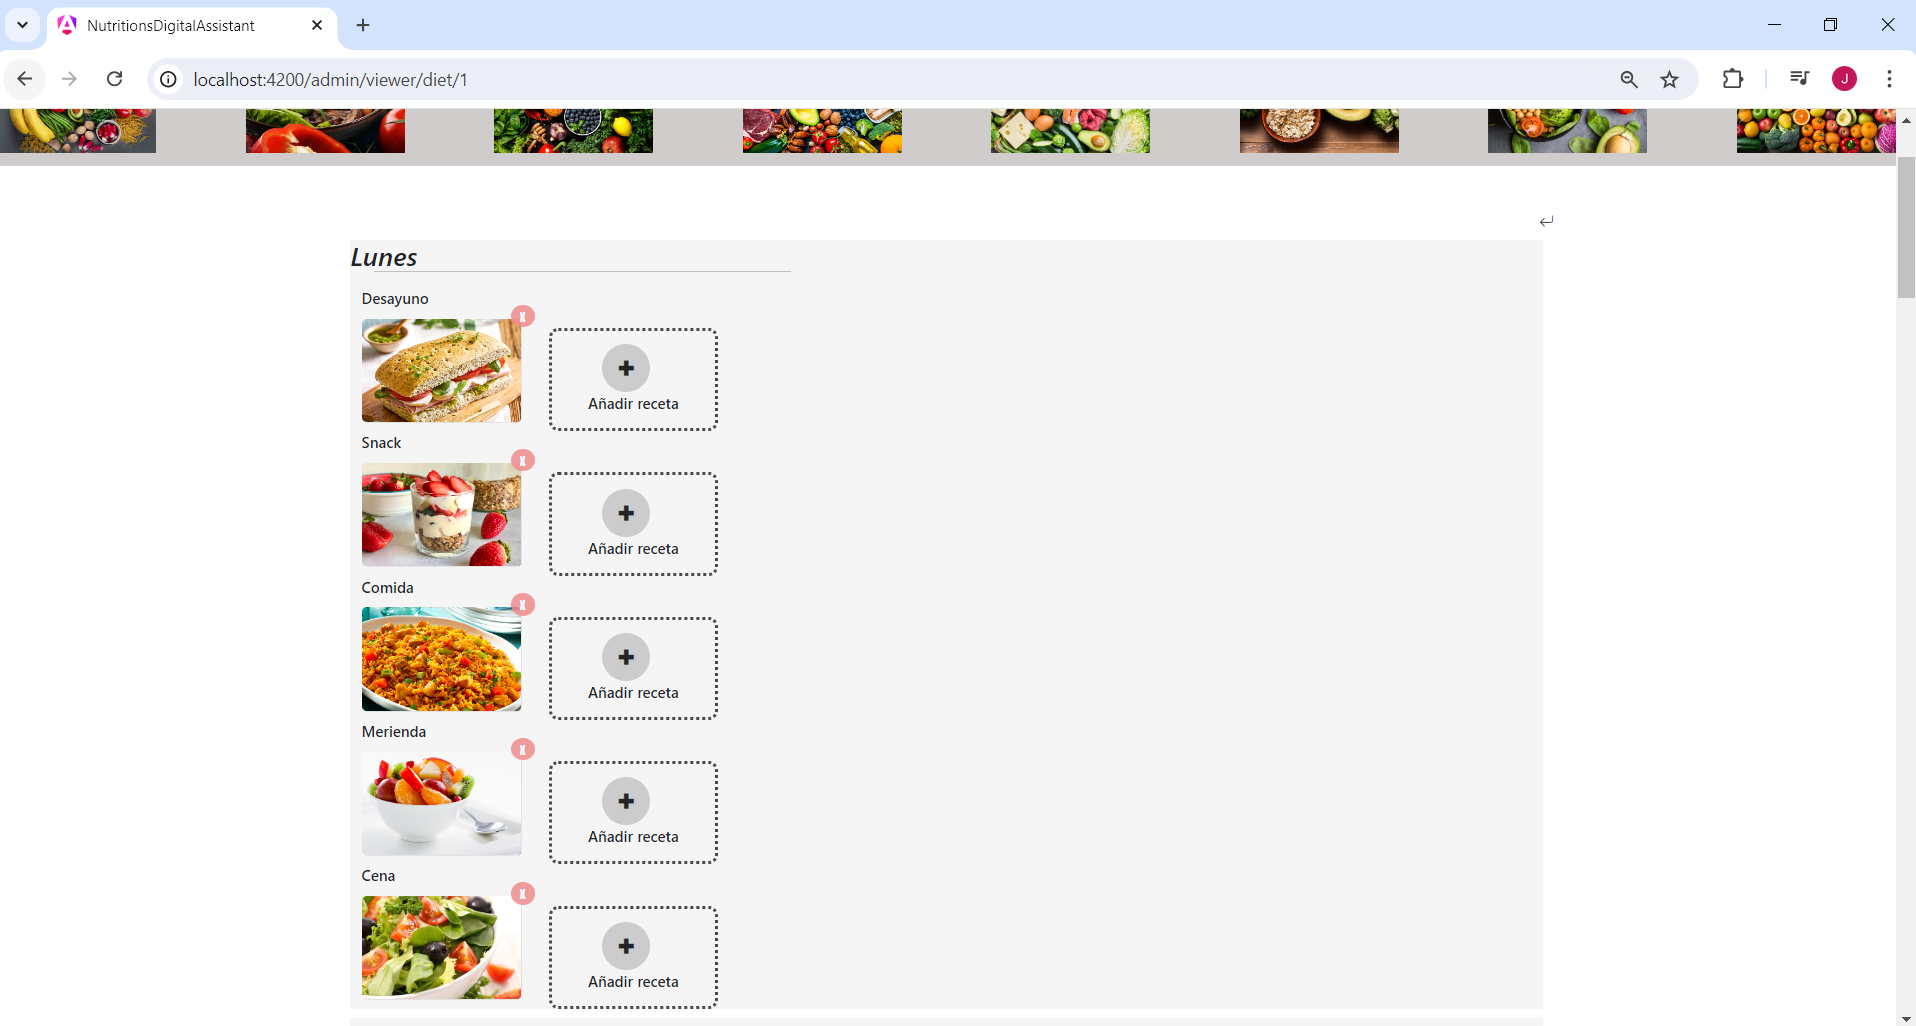 NutritionsDigitalAssistant
localhost:4200/admin/viewer/diet/1
J
Lunes
Desayuno
x
Añadir receta
Snack
x
Añadir receta
Comida
x
Añadir receta
Merienda
x
Añadir receta
Cena
x
Añadir receta